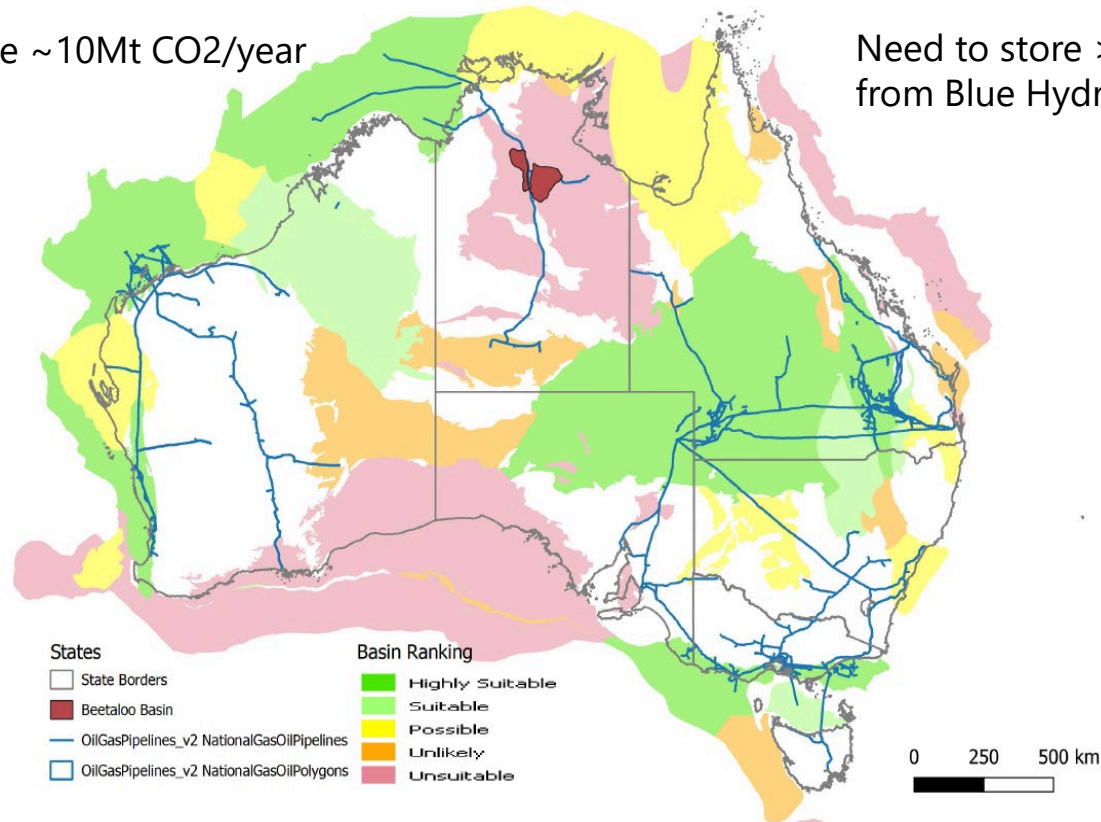 e ~10Mt CO2/year
Need to store >
from Blue Hydr
States
State Borders
Beetaloo Basin
OilGasPipelines_v2 NationalGasOilPipelines
OilGasPipelines_v2 NationalGasOilPolygons
Basin Ranking
Highly Suitable
Suitable
Possible
Unlikely
Unsuitable
0 250 500 km